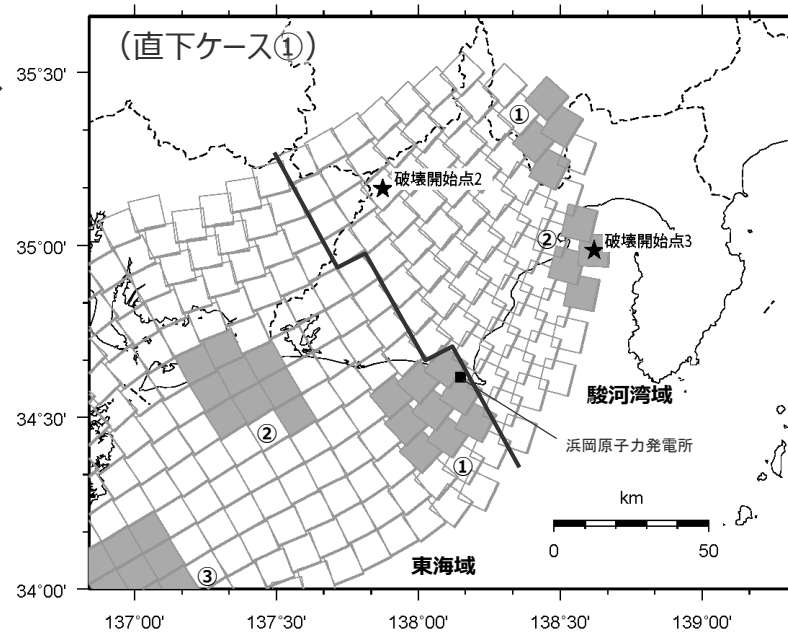 (直下ケース①)
35°30'
①
破壊開始点2
35°00'
②
破壊開始点3
駿河湾域
34°30'
②
浜岡原子力発電所
①
km
0
50
東海域
③
34°00'
137°00'
137°30'
138°00'
138°30'
139°00'